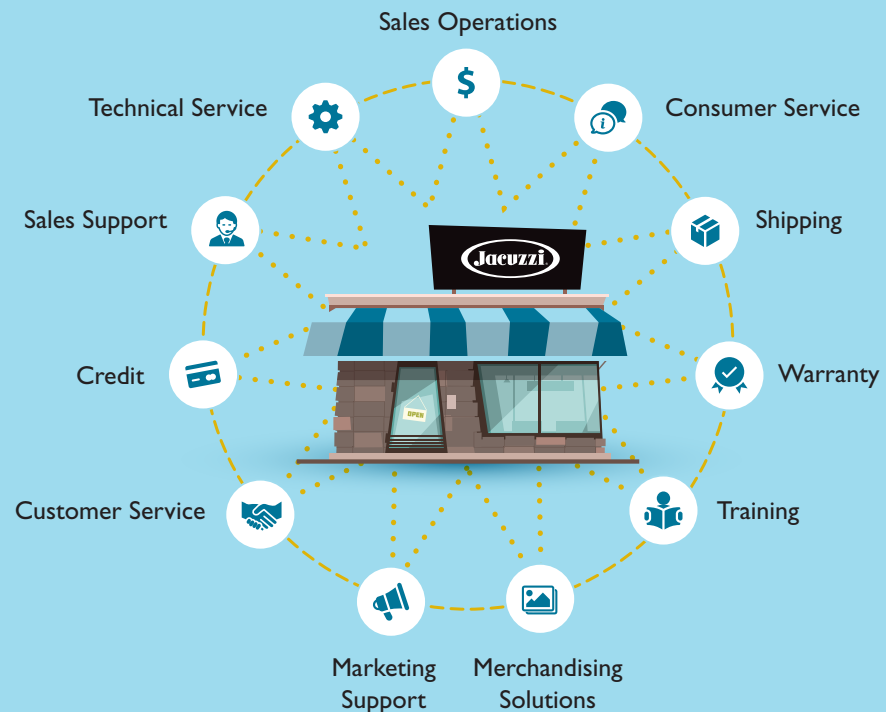 Sales Operations
Technical Service
Consumer Service
Sales Support
Shipping
Jacuzzi®
Credit
Warranty
OPEN
Customer Service
Training
Marketing
Support
Merchandising
Solutions